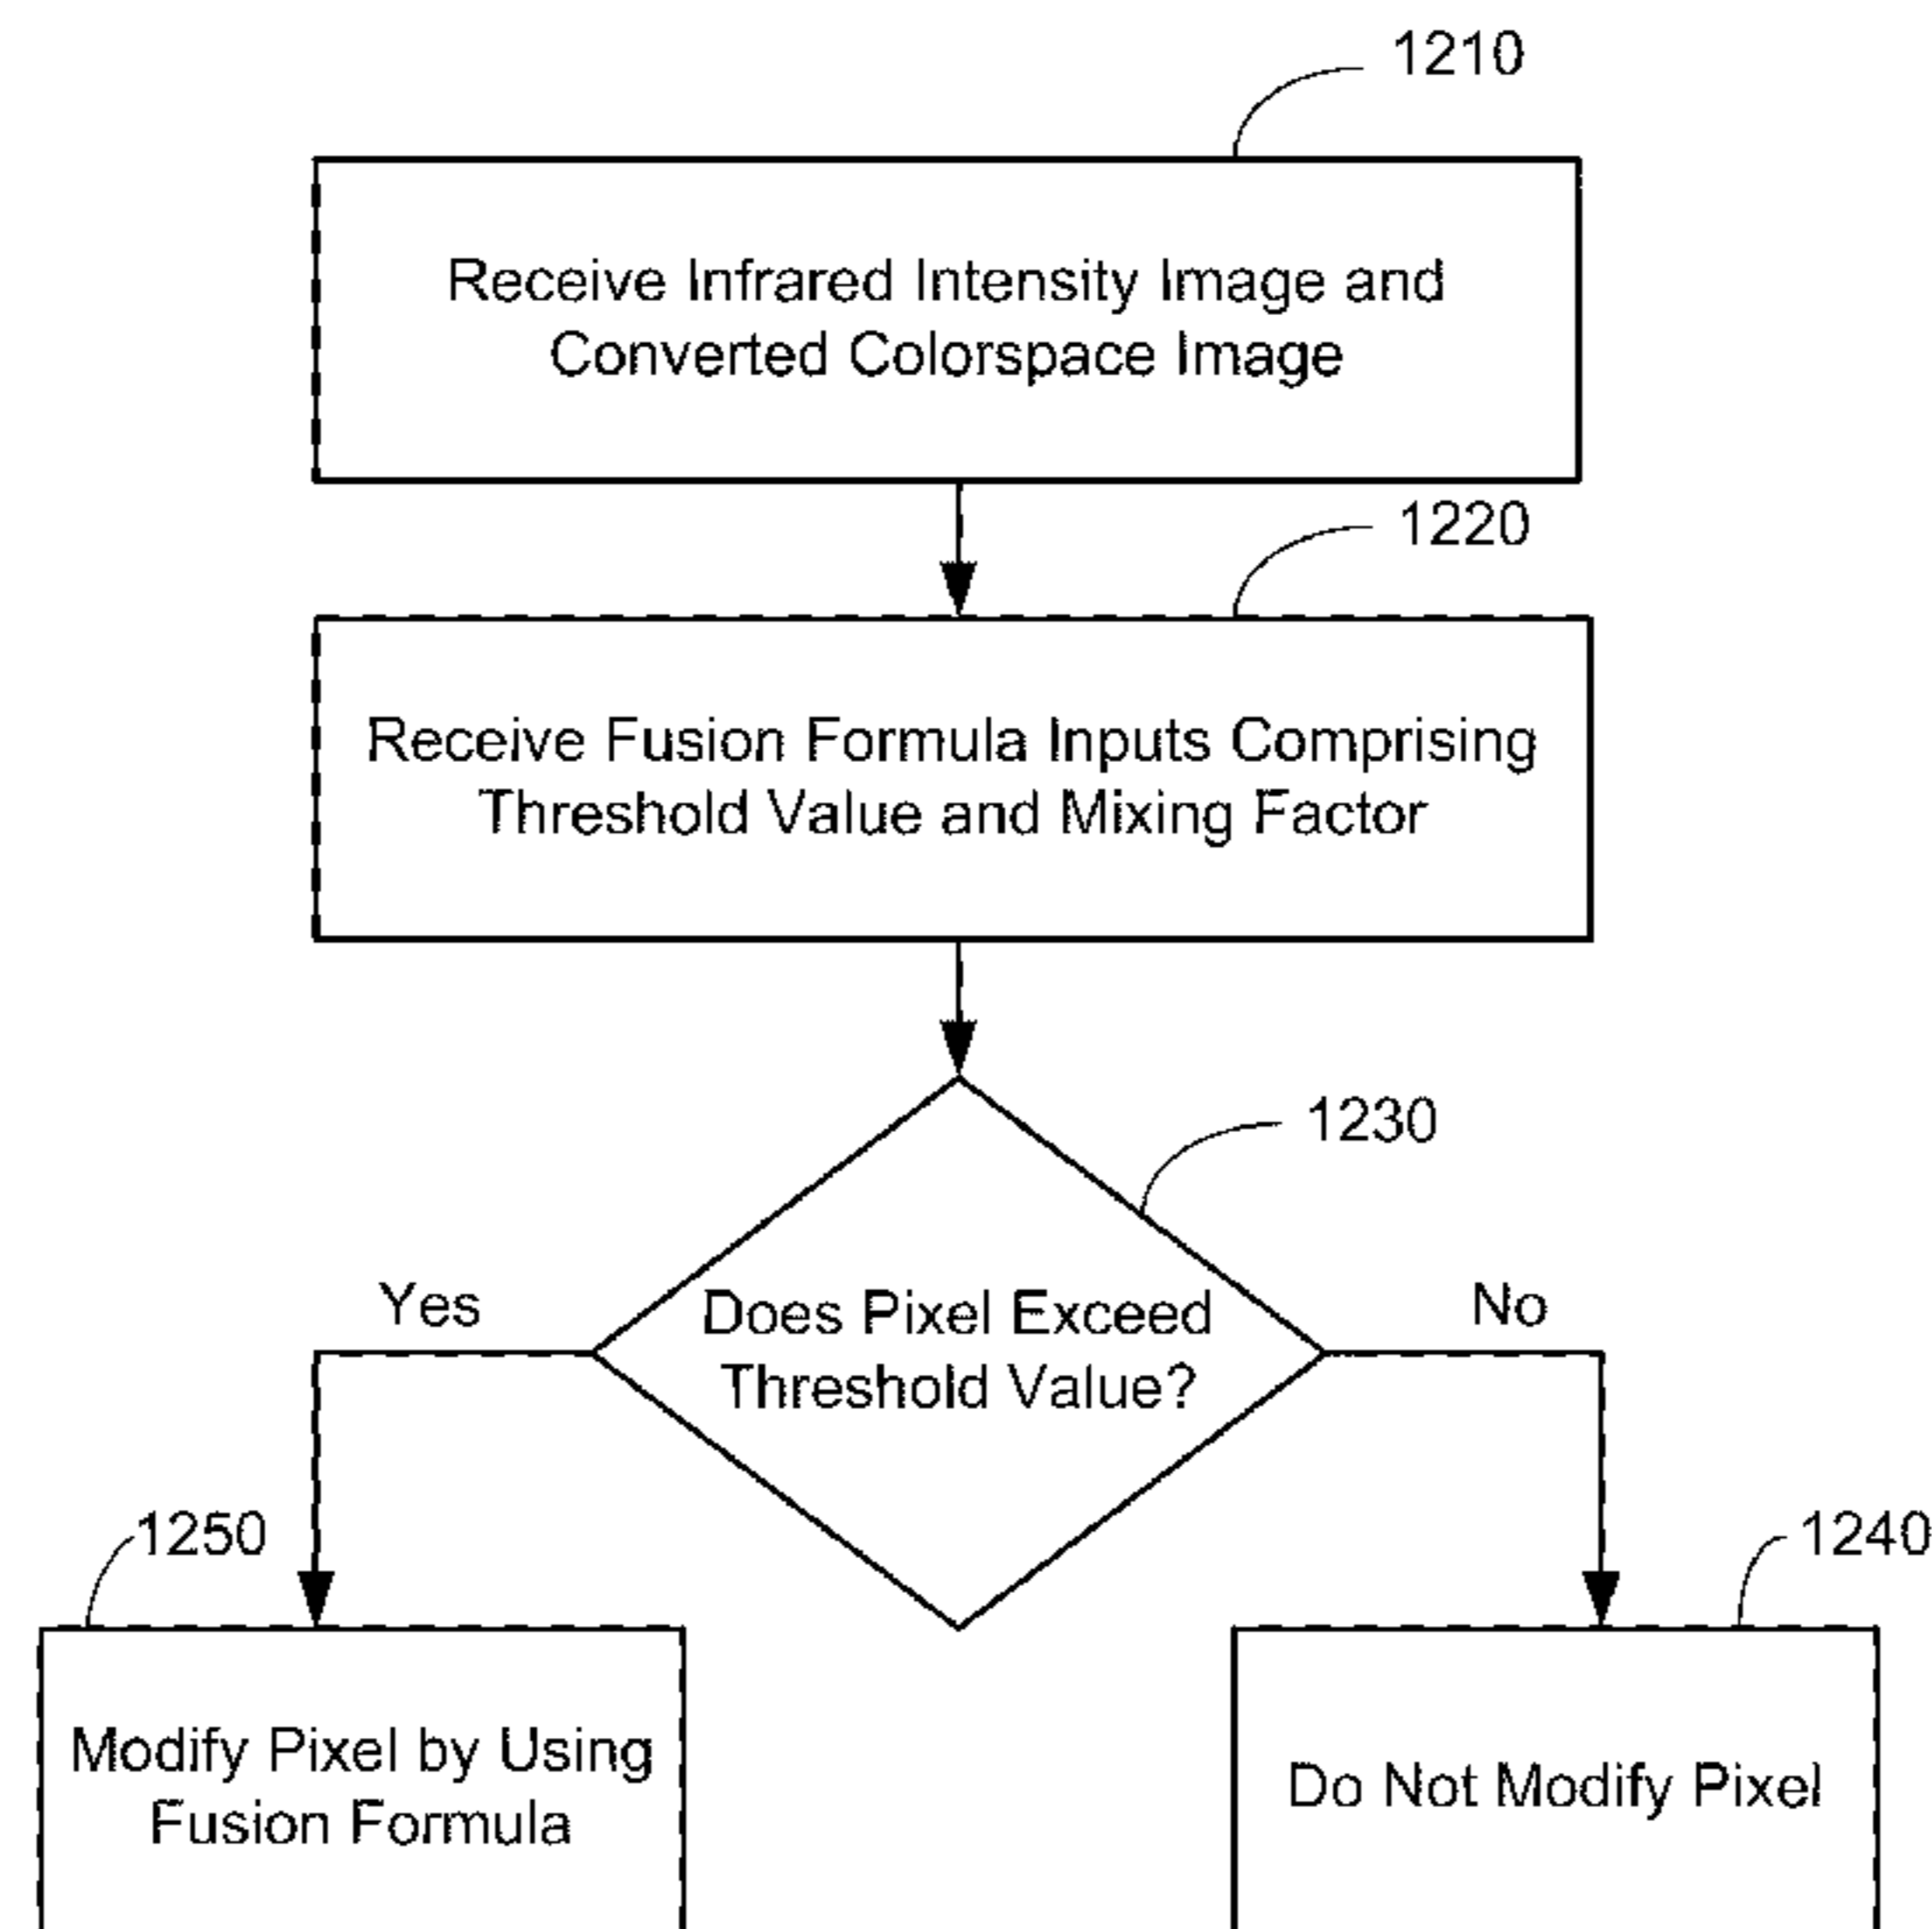 1210
Receive Infrared Intensity Image and
Converted Colorspace Image
1220
Receive Fusion Formula Inputs Comprising
Threshold Value and Mixing Factor
1230
Does Pixel Exceed
Threshold Value?
Yes
No
1250
1240
Modify Pixel by Using
Fusion Formula
Do Not Modify Pixel